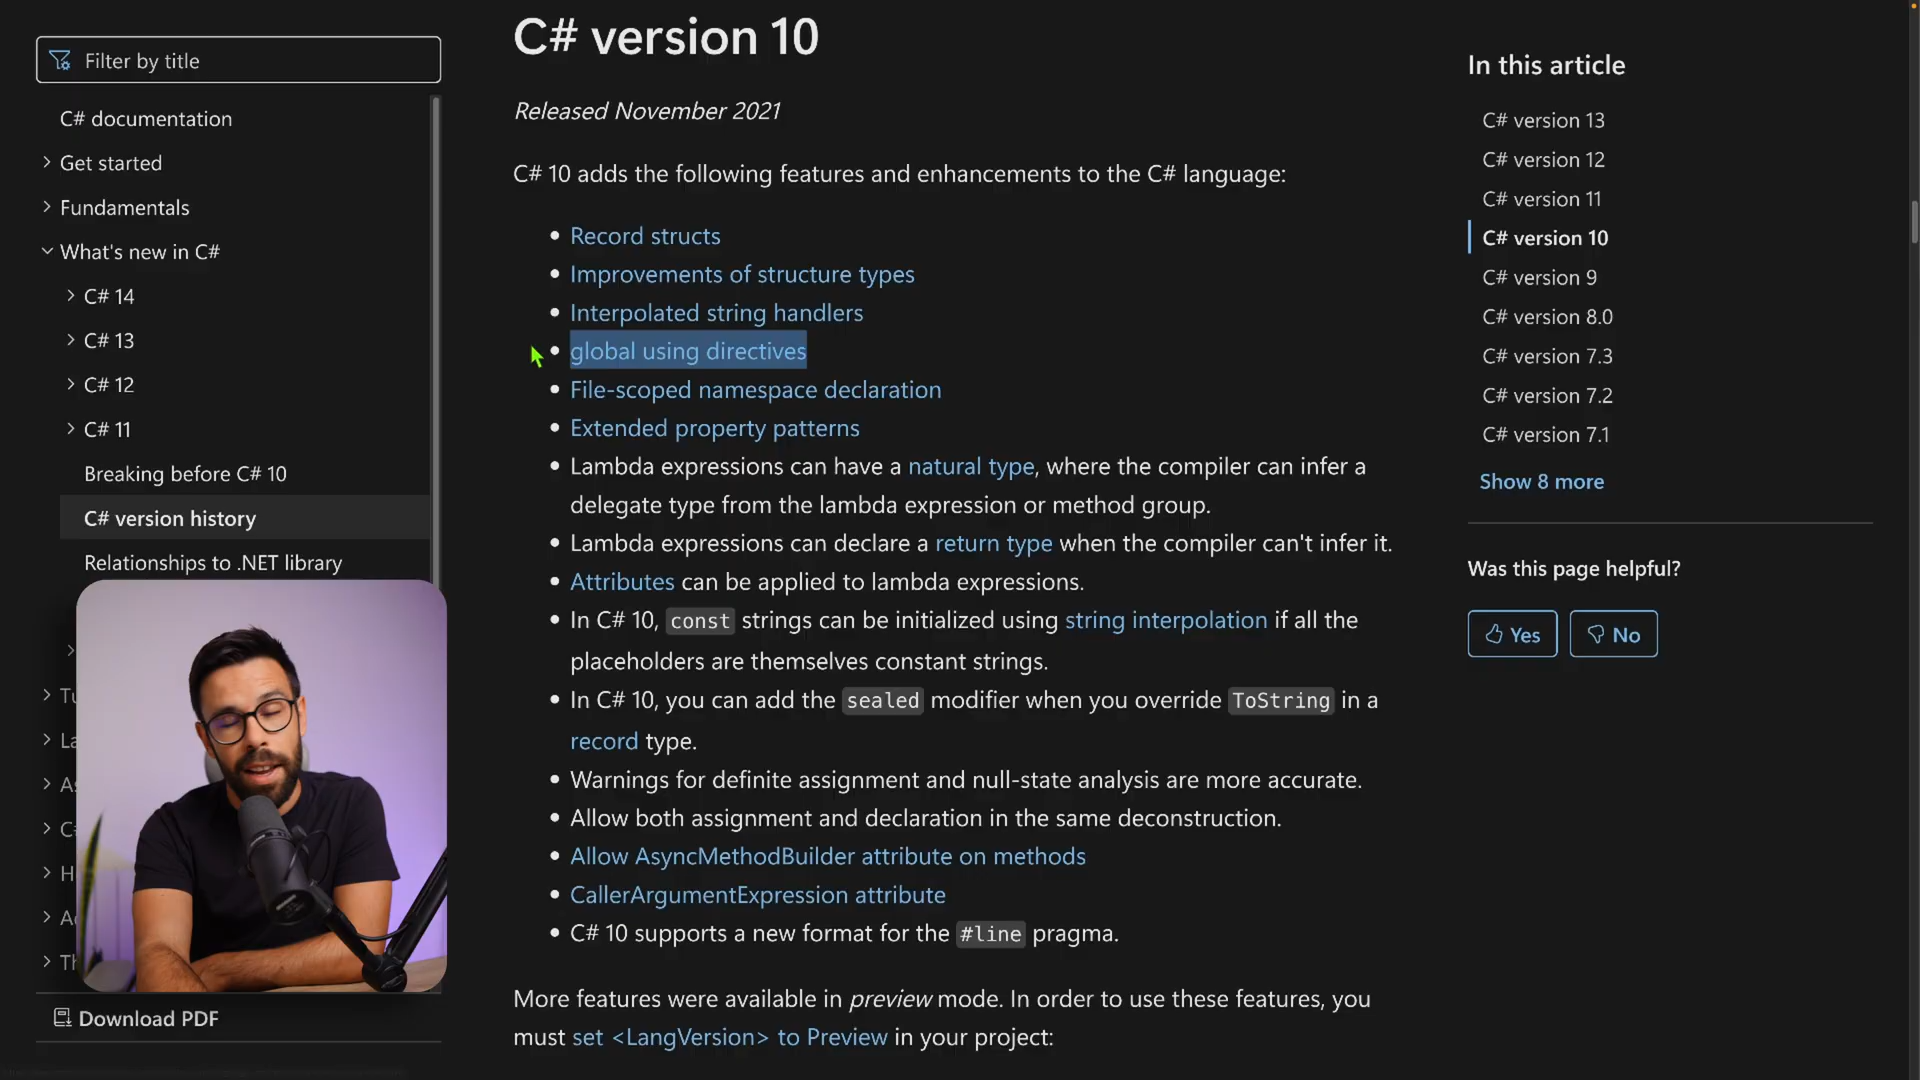 Filter by title
C# documentation
Get started
Fundamentals
What's new in C#
C# 14
C# 13
C# 12
C# 11
Breaking before C# 10
C# version history
Relationships to .NET library
Download PDF
C# version 10
Released November 2021
C# 10 adds the following features and enhancements to the C# language:
Record structs
Improvements of structure types
Interpolated string handlers
global using directives
File-scoped namespace declaration
Extended property patterns
Lambda expressions can have a natural type, where the compiler can infer a
delegate type from the lambda expression or method group.
Lambda expressions can declare a return type when the compiler can't infer it.
Attributes can be applied to lambda expressions.
In C# 10, const strings can be initialized using string interpolation if all the
placeholders are themselves constant strings.
In C# 10, you can add the sealed modifier when you override ToString in a
record type.
Warnings for definite assignment and null-state analysis are more accurate.
Allow both assignment and declaration in the same deconstruction.
Allow AsyncMethodBuilder attribute on methods
CallerArgumentExpression attribute
C# 10 supports a new format for the #line pragma.
More features were available in preview mode. In order to use these features, you
must set <LangVersion> to Preview in your project:
In this article
C# version 13
C# version 12
C# version 11
C# version 10
C# version 9
C# version 8.0
C# version 7.3
C# version 7.2
C# version 7.1
Show 8 more
Was this page helpful?
Yes
No